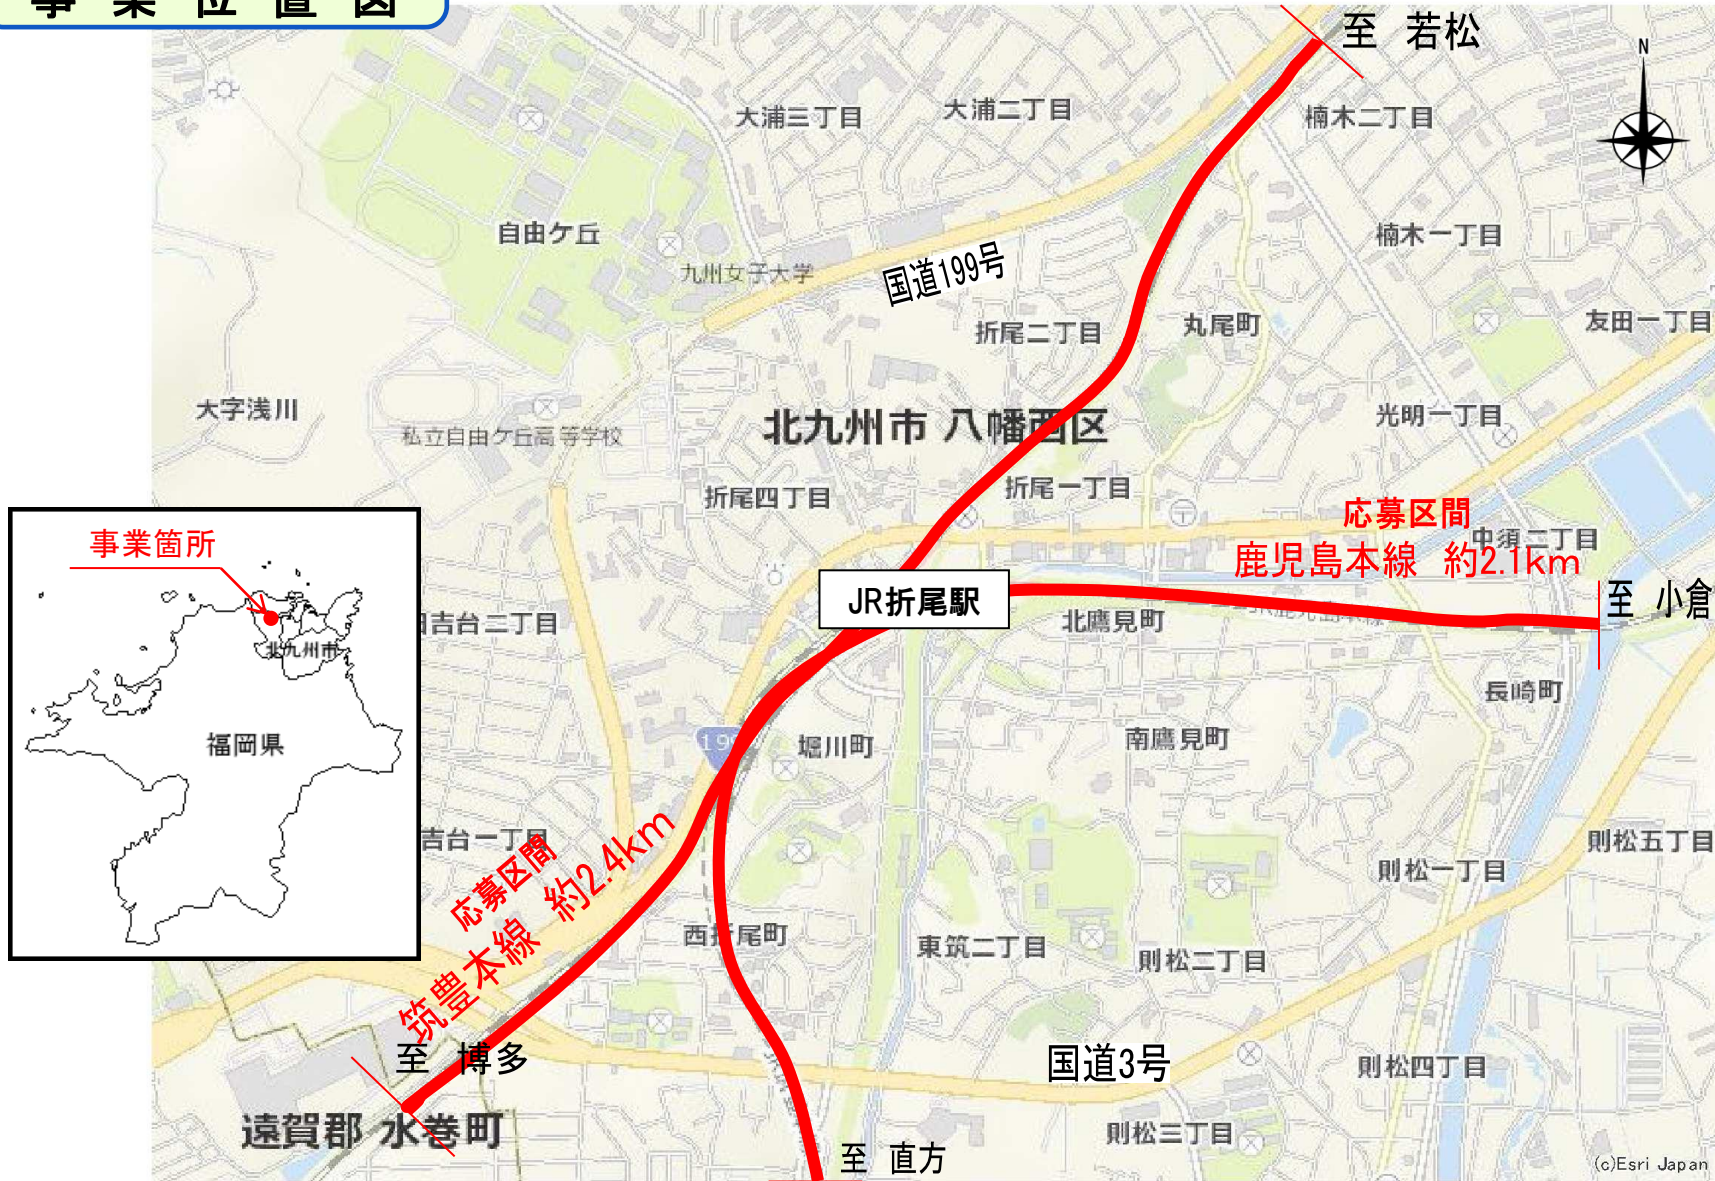 事業位置図
至 若松
N
大浦三丁目
大浦二丁目
楠木二丁目
自由ケ丘
楠木一丁目
九州女子大学
国道199号
折尾二丁目
丸尾町
友田一丁目
大字浅川
私立自由ケ丘高等学校
北九州市 八幡西区
光明一丁目
折尾四丁目
折尾一丁目
応募区間
鹿児島本線 約2.1km
中須二丁目
事業箇所
北九州市
福岡県
JR折尾駅
至 小倉
吉台二丁目
北鷹見町
JR鹿児島本線
長崎町
199
堀川町
南鷹見町
吉台一丁目
応募区間
筑豊本線 約2.4km
則松五丁目
則松一丁目
西折尾町
東筑二丁目
則松二丁目
至 博多
国道3号
則松四丁目
遠賀郡 水巻町
則松三丁目
至 直方
(c)Esri Japan